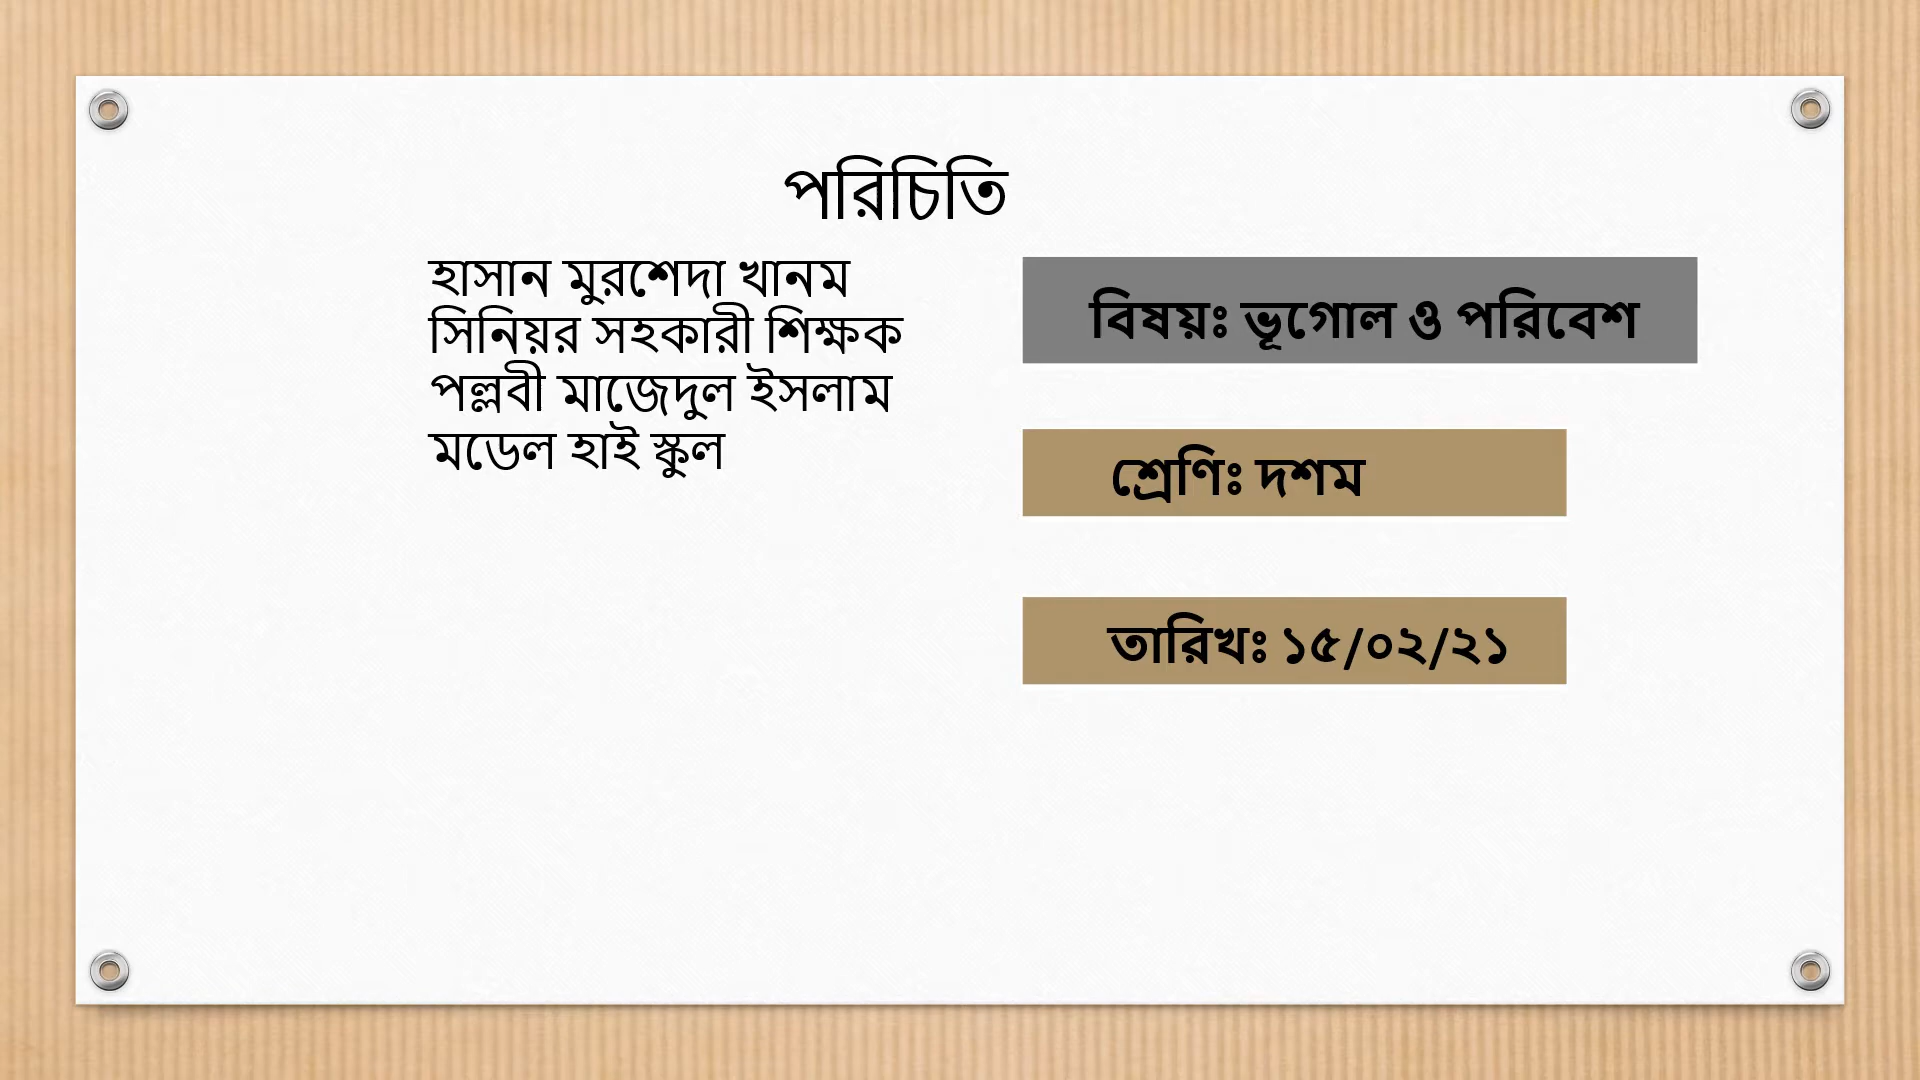 পরিচিতি
হাসান মুরশেদা খানম
সিনিয়র সহকারী শিক্ষক
পল্লবী মাজেদুল ইসলাম
মডেল হাই স্কুল
বিষয়ঃ ভূগোল ও পরিবেশ
শ্রেণিঃ দশম
তারিখঃ ১৫/০২/২১